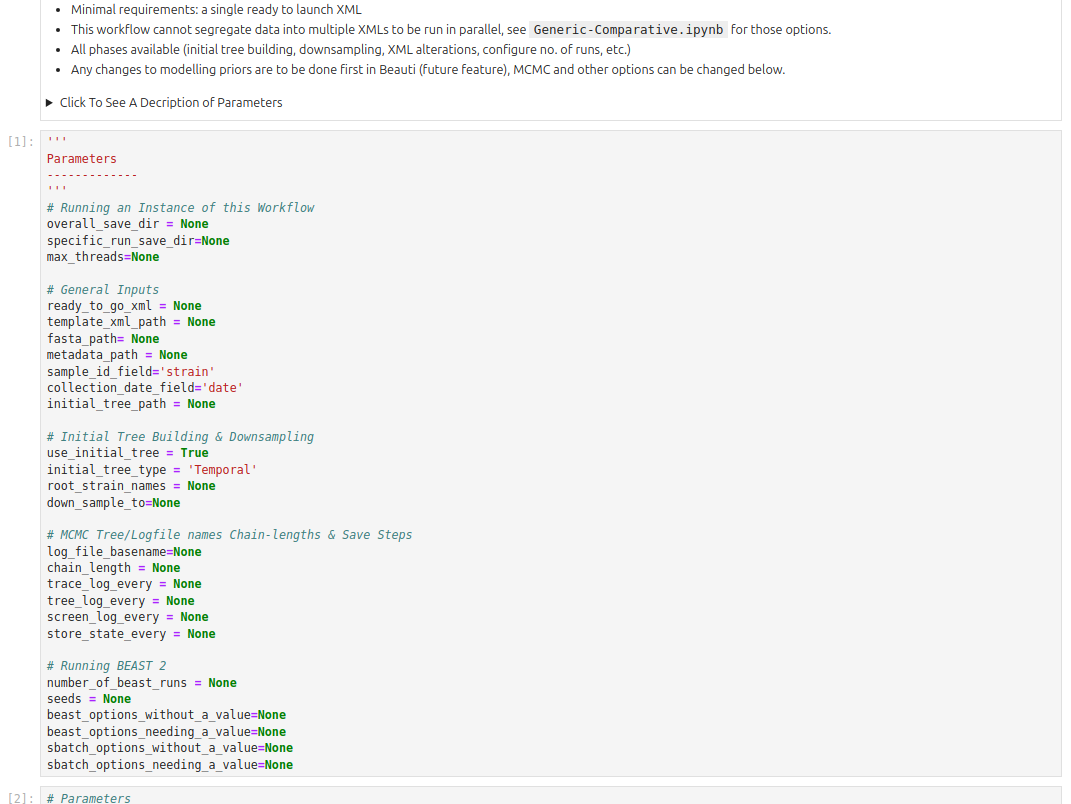 • Minimal requirements: a single ready to launch XML
• This workflow cannot segregate data into multiple XMLs to be run in parallel, see Generic-Comparative.ipynb for those options.
• All phases available (initial tree building, downsampling, XML alterations, configure no. of runs, etc.)
• Any changes to modelling priors are to be done first in Beauti (future feature), MCMC and other options can be changed below.
▶ Click To See A Decription of Parameters
[1]: '''
Parameters
-------------
'''
# Running an Instance of this Workflow
overall_save_dir = None
specific_run_save_dir=None
max_threads=None

# General Inputs
ready_to_go_xml = None
template_xml_path = None
fasta_path= None
metadata_path = None
sample_id_field='strain'
collection_date_field='date'
initial_tree_path = None

# Initial Tree Building & Downsampling
use_initial_tree = True
initial_tree_type = 'Temporal'
root_strain_names = None
down_sample_to=None

# MCMC Tree/Logfile names Chain-lengths & Save Steps
log_file_basename=None
chain_length = None
trace_log_every = None
tree_log_every = None
screen_log_every = None
store_state_every = None

# Running BEAST 2
number_of_beast_runs = None
seeds = None
beast_options_without_a_value=None
beast_options_needing_a_value=None
sbatch_options_without_a_value=None
sbatch_options_needing_a_value=None
[2]: # Parameters